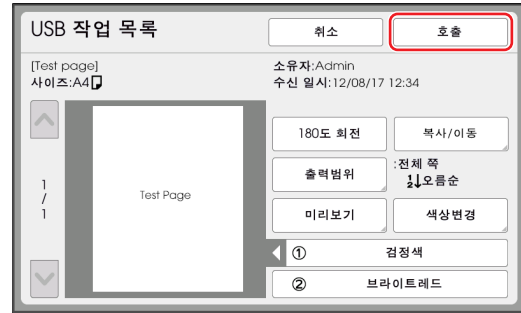 USB 작업 목록
취소
호출
[Test page]
사이즈:A4
소유자:Admin
수신 일시:12/08/17 12:34
180도 회전
복사/이동
출력범위
:전체 쪽
1 2 오름순
미리보기
색상변경
1
/
1
Test Page
① 검정색
② 브라이트레드